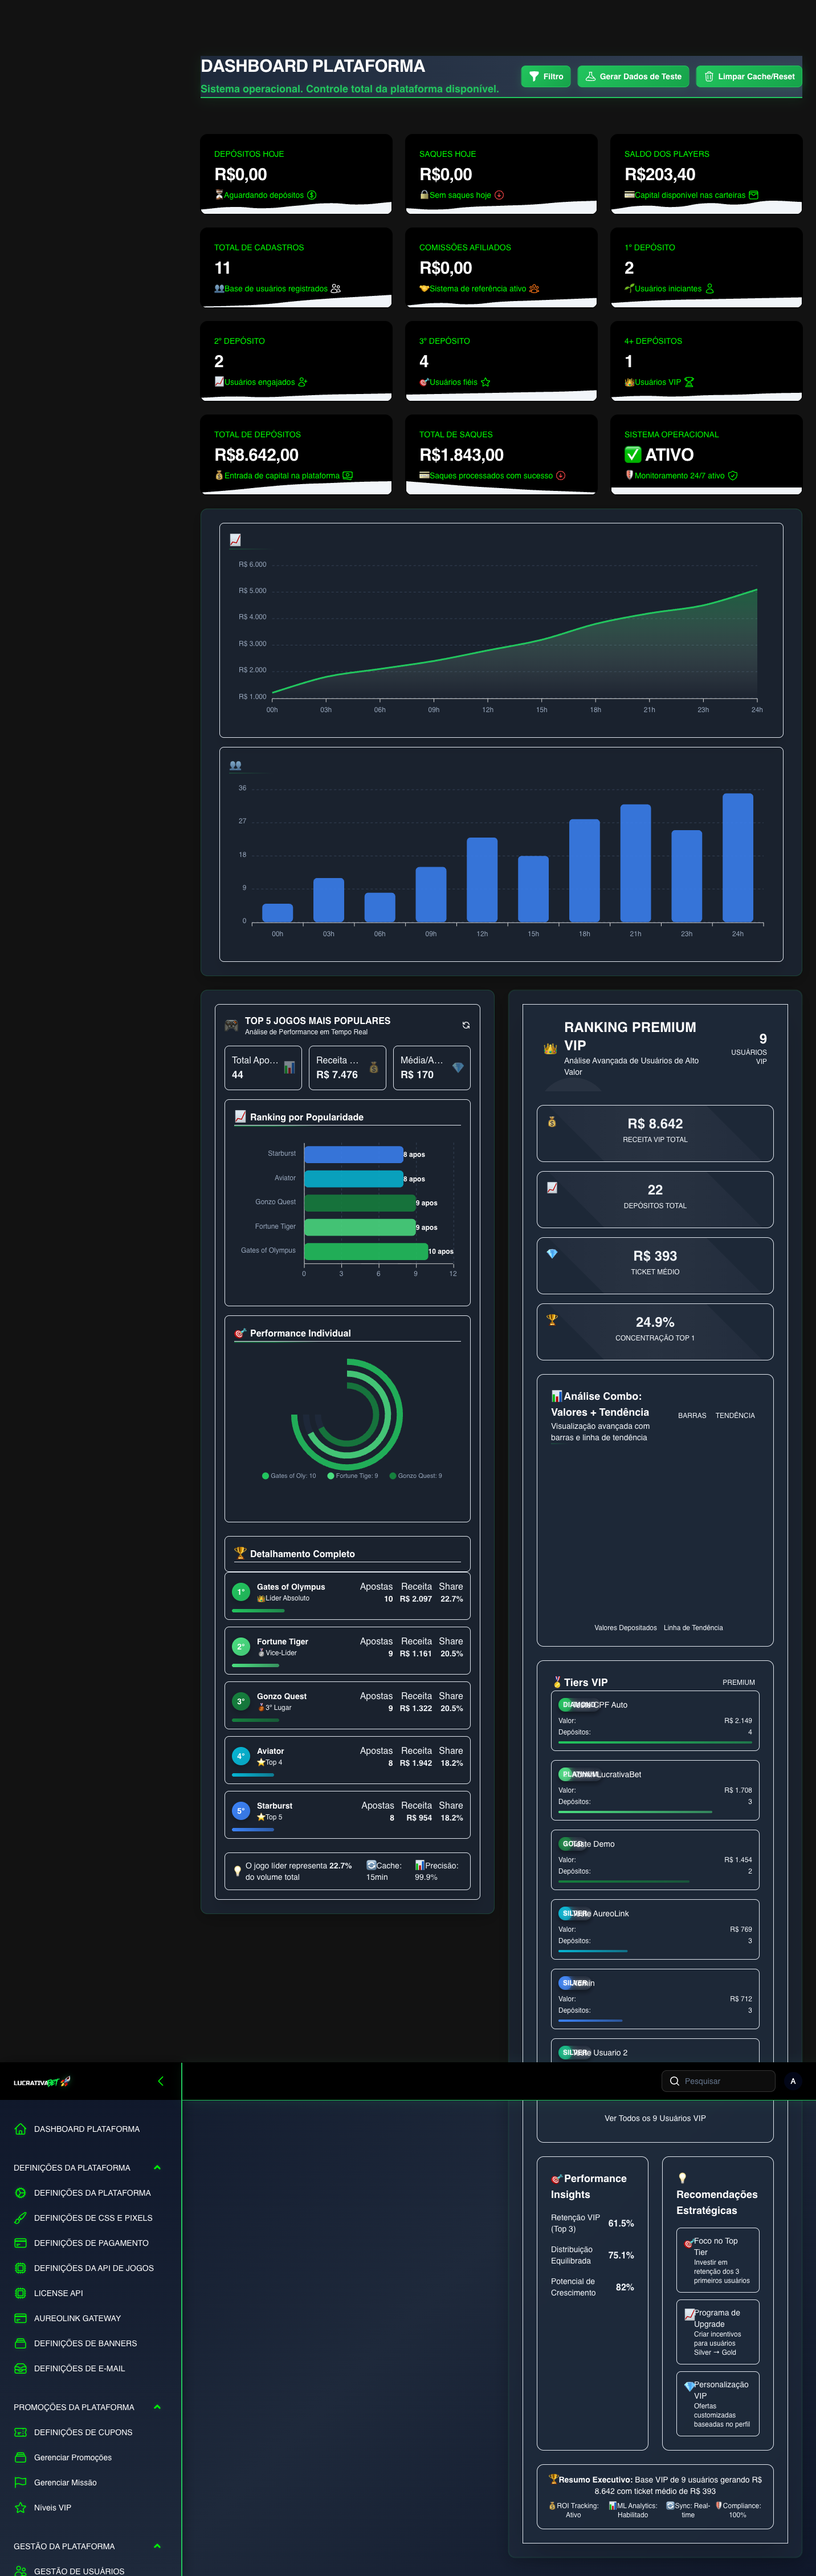 DASHBOARD PLATAFORMA
Sistema operacional. Controle total da plataforma disponível.
Filtro
Gerar Dados de Teste
Limpar Cache/Reset
DEPÓSITOS HOJE
R$0,00
Aguardando depósitos
SAQUES HOJE
R$0,00
Sem saques hoje
SALDO DOS PLAYERS
R$203,40
Capital disponível nas carteiras
TOTAL DE CADASTROS
11
Base de usuários registrados
COMISSÕES AFILIADOS
R$0,00
Sistema de referência ativo
1º DEPÓSITO
2
Usuários iniciantes
2º DEPÓSITO
2
Usuários engajados
3º DEPÓSITO
4
Usuários fiéis
4+ DEPÓSITOS
1
Usuários VIP
TOTAL DE DEPÓSITOS
R$8.642,00
Entrada de capital na plataforma
TOTAL DE SAQUES
R$1.843,00
Saques processados com sucesso
SISTEMA OPERACIONAL
✅ ATIVO
Monitoramento 24/7 ativo
R$ 6.000
R$ 5.000
R$ 4.000
R$ 3.000
R$ 2.000
R$ 1.000
00h 03h 06h 09h 12h 15h 18h 21h 23h 24h
36
27
18
9
0
00h 03h 06h 09h 12h 15h 18h 21h 23h 24h
TOP 5 JOGOS MAIS POPULARES
Análise de Performance em Tempo Real
Total Apo...
44
Receita ...
R$ 7.476
Média/A...
R$ 170
Ranking por Popularidade
Starburst 8 apos
Aviator 8 apos
Gonzo Quest 9 apos
Fortune Tiger 9 apos
Gates of Olympus 10 apos
0 3 6 9 12
Performance Individual
Gates of Oly: 10 Fortune Tige: 9 Gonzo Quest: 9
Detalhamento Completo
1º Gates of Olympus Apostas Receita Share
Líder Absoluto 10 R$ 2.097 22.7%
2º Fortune Tiger Apostas Receita Share
Vice-Líder 9 R$ 1.161 20.5%
3º Gonzo Quest Apostas Receita Share
3º Lugar 9 R$ 1.322 20.5%
4º Aviator Apostas Receita Share
Top 4 8 R$ 1.942 18.2%
5º Starburst Apostas Receita Share
Top 5 8 R$ 954 18.2%
O jogo líder representa 22.7%
do volume total
Cache:
15min
Precisão:
99.9%
RANKING PREMIUM
VIP
Análise Avançada de Usuários de Alto
Valor
9
USUÁRIOS
VIP
R$ 8.642
RECEITA VIP TOTAL
22
DEPÓSITOS TOTAL
R$ 393
TICKET MÉDIO
24.9%
CONCENTRAÇÃO TOP 1
Análise Combo:
Valores + Tendência
Visualização avançada com
barras e linha de tendência
BARRAS TENDÊNCIA
Valores Depositados Linha de Tendência
Tiers VIP PREMIUM
DIAMOND CPF Auto
Valor: R$ 2.149
Depósitos: 4
PLATINUM LucrativaBet
Valor: R$ 1.708
Depósitos: 3
GOLD Demo
Valor: R$ 1.454
Depósitos: 2
SILVER AureoLink
Valor: R$ 769
Depósitos: 3
SILVER
Valor: R$ 712
Depósitos: 3
SILVER Usuario 2
LUCRATIVABET
Pesquisar
A
Ver Todos os 9 Usuários VIP
DASHBOARD PLATAFORMA
DEFINIÇÕES DA PLATAFORMA
DEFINIÇÕES DA PLATAFORMA
DEFINIÇÕES DE CSS E PIXELS
DEFINIÇÕES DE PAGAMENTO
DEFINIÇÕES DA API DE JOGOS
LICENSE API
AUREOLINK GATEWAY
DEFINIÇÕES DE BANNERS
DEFINIÇÕES DE E-MAIL
PROMOÇÕES DA PLATAFORMA
DEFINIÇÕES DE CUPONS
Gerenciar Promoções
Gerenciar Missão
Níveis VIP
GESTÃO DA PLATAFORMA
GESTÃO DE USUÁRIOS
Performance
Insights
Retenção VIP
(Top 3)
61.5%
Distribuição
Equilibrada
75.1%
Potencial de
Crescimento
82%
Recomendações
Estratégicas
Foco no Top
Tier
Investir em
retenção dos 3
primeiros usuários
Programa de
Upgrade
Criar incentivos
para usuários
Silver → Gold
Personalização
VIP
Ofertas
customizadas
baseadas no perfil
Resumo Executivo: Base VIP de 9 usuários gerando R$
8.642 com ticket médio de R$ 393
ROI Tracking:
Ativo
ML Analytics:
Habilitado
Sync: Real-
time
Compliance:
100%